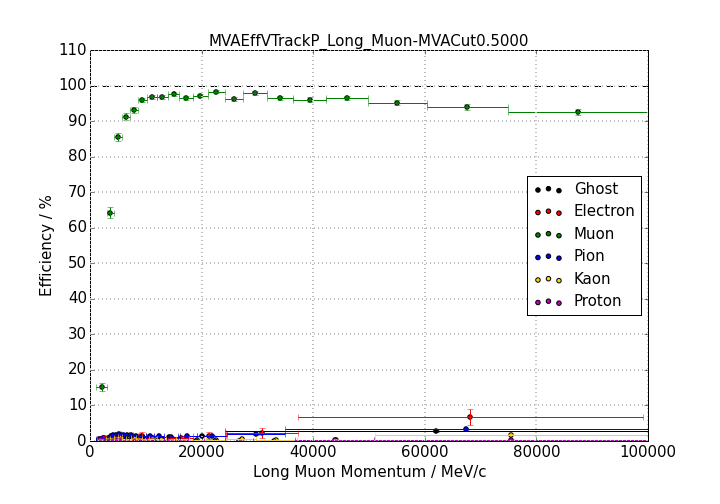 MVAEffVTrackP_Long_Muon-MVACut0.5000
110
100
90
80
70
60
50
40
30
20
10
0
Efficiency / %
Ghost
Electron
Muon
Pion
Kaon
Proton
0 20000 40000 60000 80000 100000
Long Muon Momentum / MeV/c